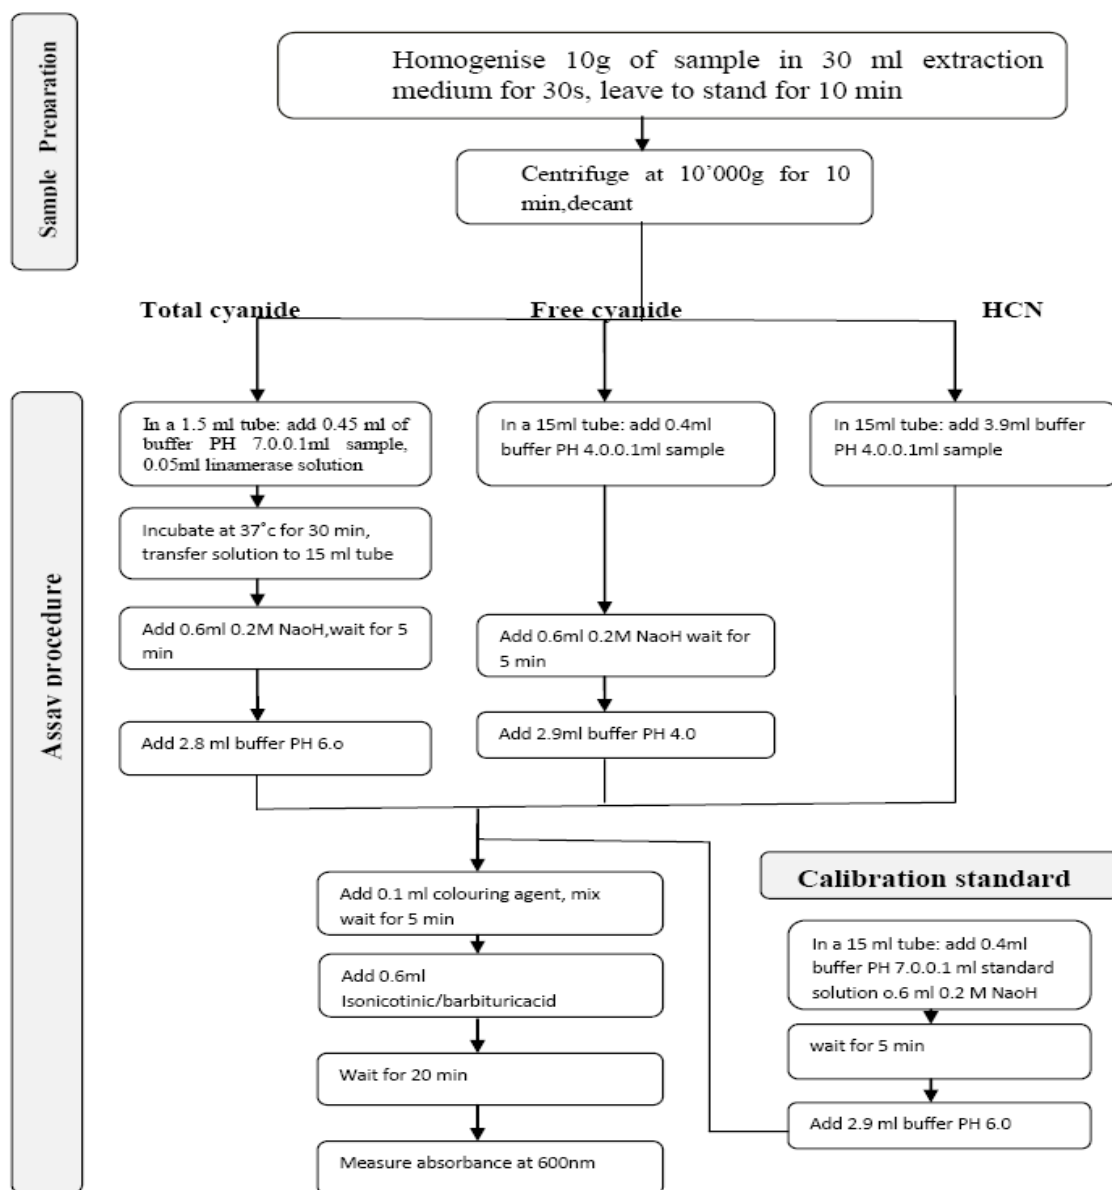 Sample Preparation
Homogenise 10g of sample in 30 ml extraction
medium for 30s, leave to stand for 10 min
Centrifuge at 10'000g for 10
min,decant
Total cyanide
Free cyanide
HCN
Assay procedure
In a 1.5 ml tube: add 0.45 ml of
buffer PH 7.0.0.1ml sample,
0.05ml linamerase solution
Incubate at 37˚c for 30 min,
transfer solution to 15 ml tube
Add 0.6ml 0.2M NaoH,wait for 5
min
Add 2.8 ml buffer PH 6.o
In a 15ml tube: add 0.4ml
buffer PH 4.0.0.1ml sample
Add 0.6ml 0.2M NaoH wait for
5 min
Add 2.9ml buffer PH 4.0
In 15ml tube: add 3.9ml buffer
PH 4.0.0.1ml sample
Add 0.1 ml colouring agent, mix
wait for 5 min
Add 0.6ml
Isonicotinic/barbituricacid
Wait for 20 min
Measure absorbance at 600nm
Calibration standard
In a 15 ml tube: add 0.4ml
buffer PH 7.0.0.1 ml standard
solution o.6 ml 0.2 M NaoH
wait for 5 min
Add 2.9 ml buffer PH 6.0